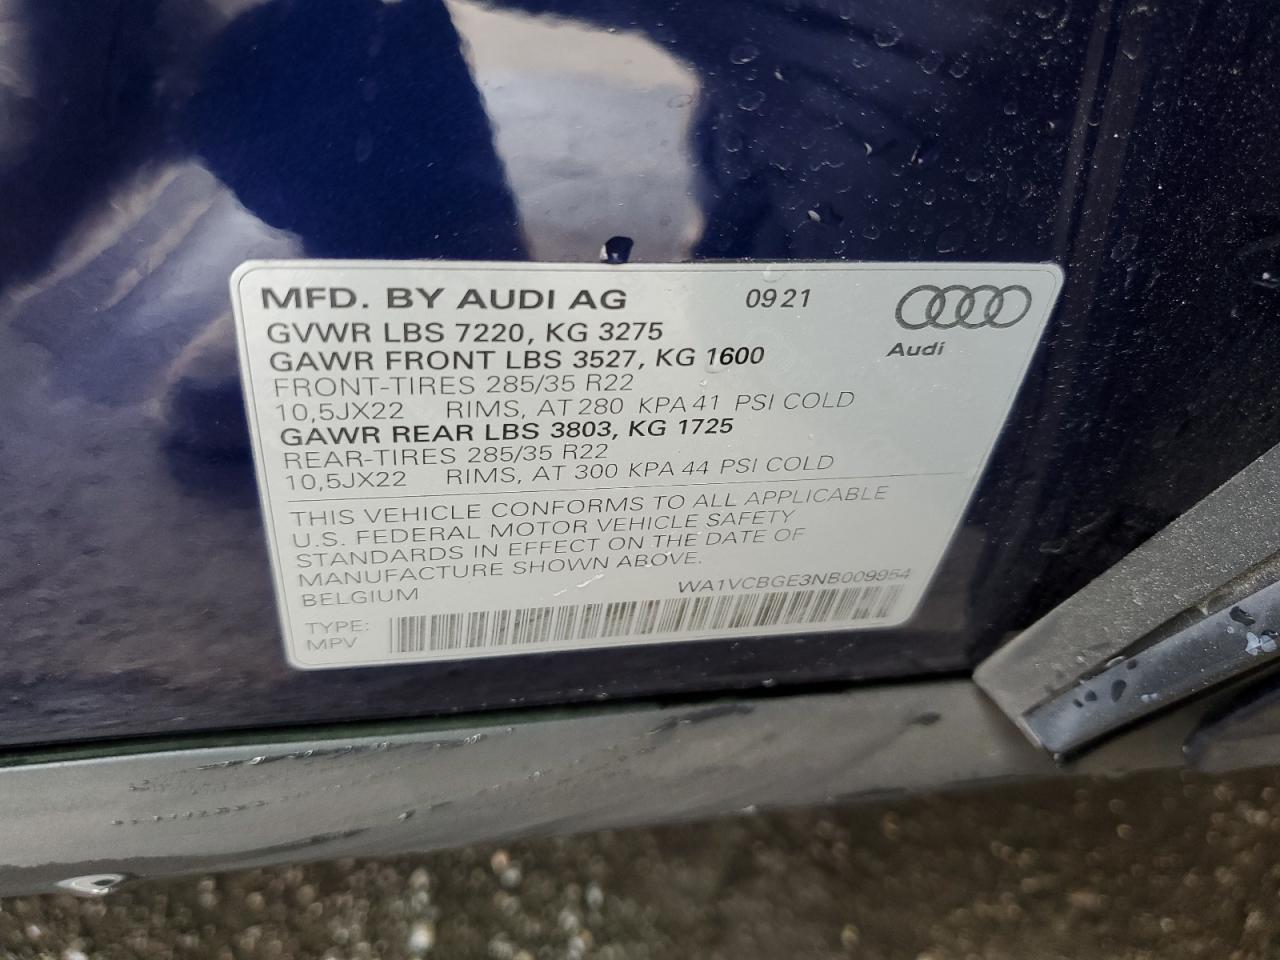 MFD. BY AUDI AG 09 21
GVWR LBS 7220, KG 3275
GAWR FRONT LBS 3527, KG 1600
Audi
FRONT-TIRES 285/35 R22
10,5JX22 RIMS, AT 280 KPA 41 PSI COLD
GAWR REAR LBS 3803, KG 1725
REAR-TIRES 285/35 R22
10,5JX22 RIMS, AT 300 KPA 44 PSI COLD
THIS VEHICLE CONFORMS TO ALL APPLICABLE
U.S. FEDERAL MOTOR VEHICLE SAFETY
STANDARDS IN EFFECT ON THE DATE OF
MANUFACTURE SHOWN ABOVE.
BELGIUM WA1VCBGE3NB009954
TYPE:
MPV